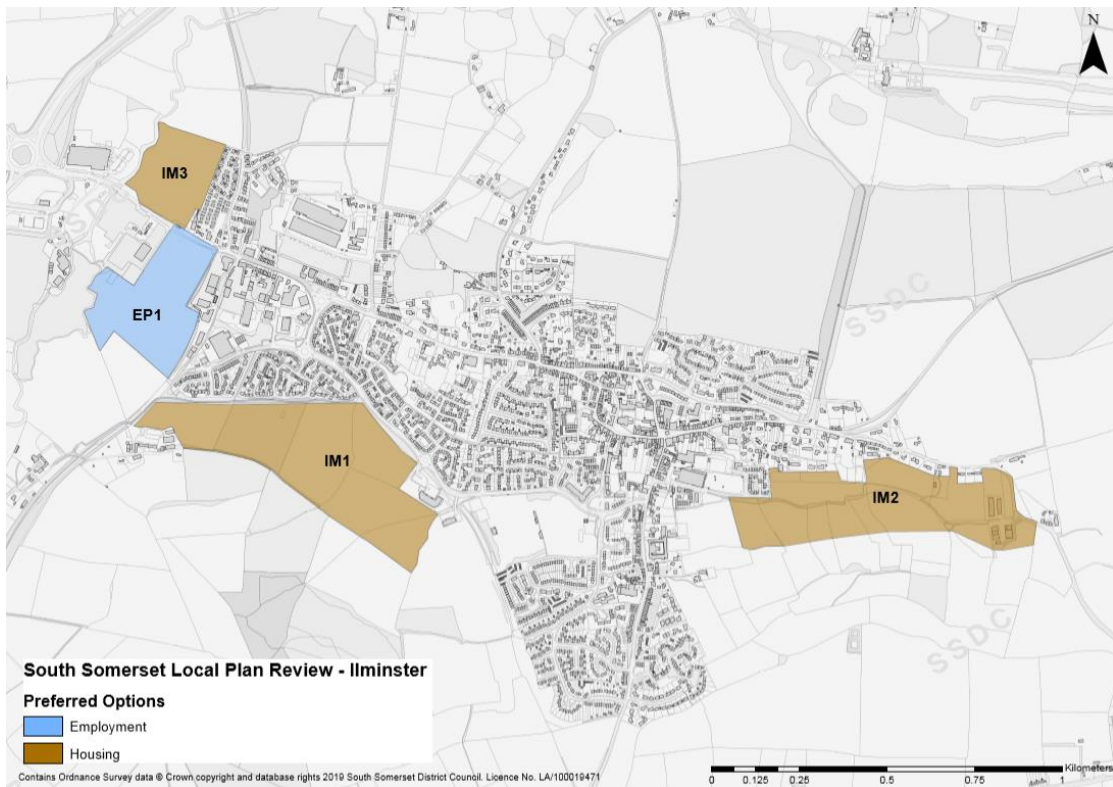 N
IM3
SSDC
EP1
SSDC
IM1
IM2
SSDC
South Somerset Local Plan Review - Ilminster
Preferred Options
Employment
Housing
Contains Ordnance Survey data © Crown copyright and database rights 2019 South Somerset District Council. Licence No. LA/100019471
Kilometers
0 0.125 0.25 0.5 0.75 1